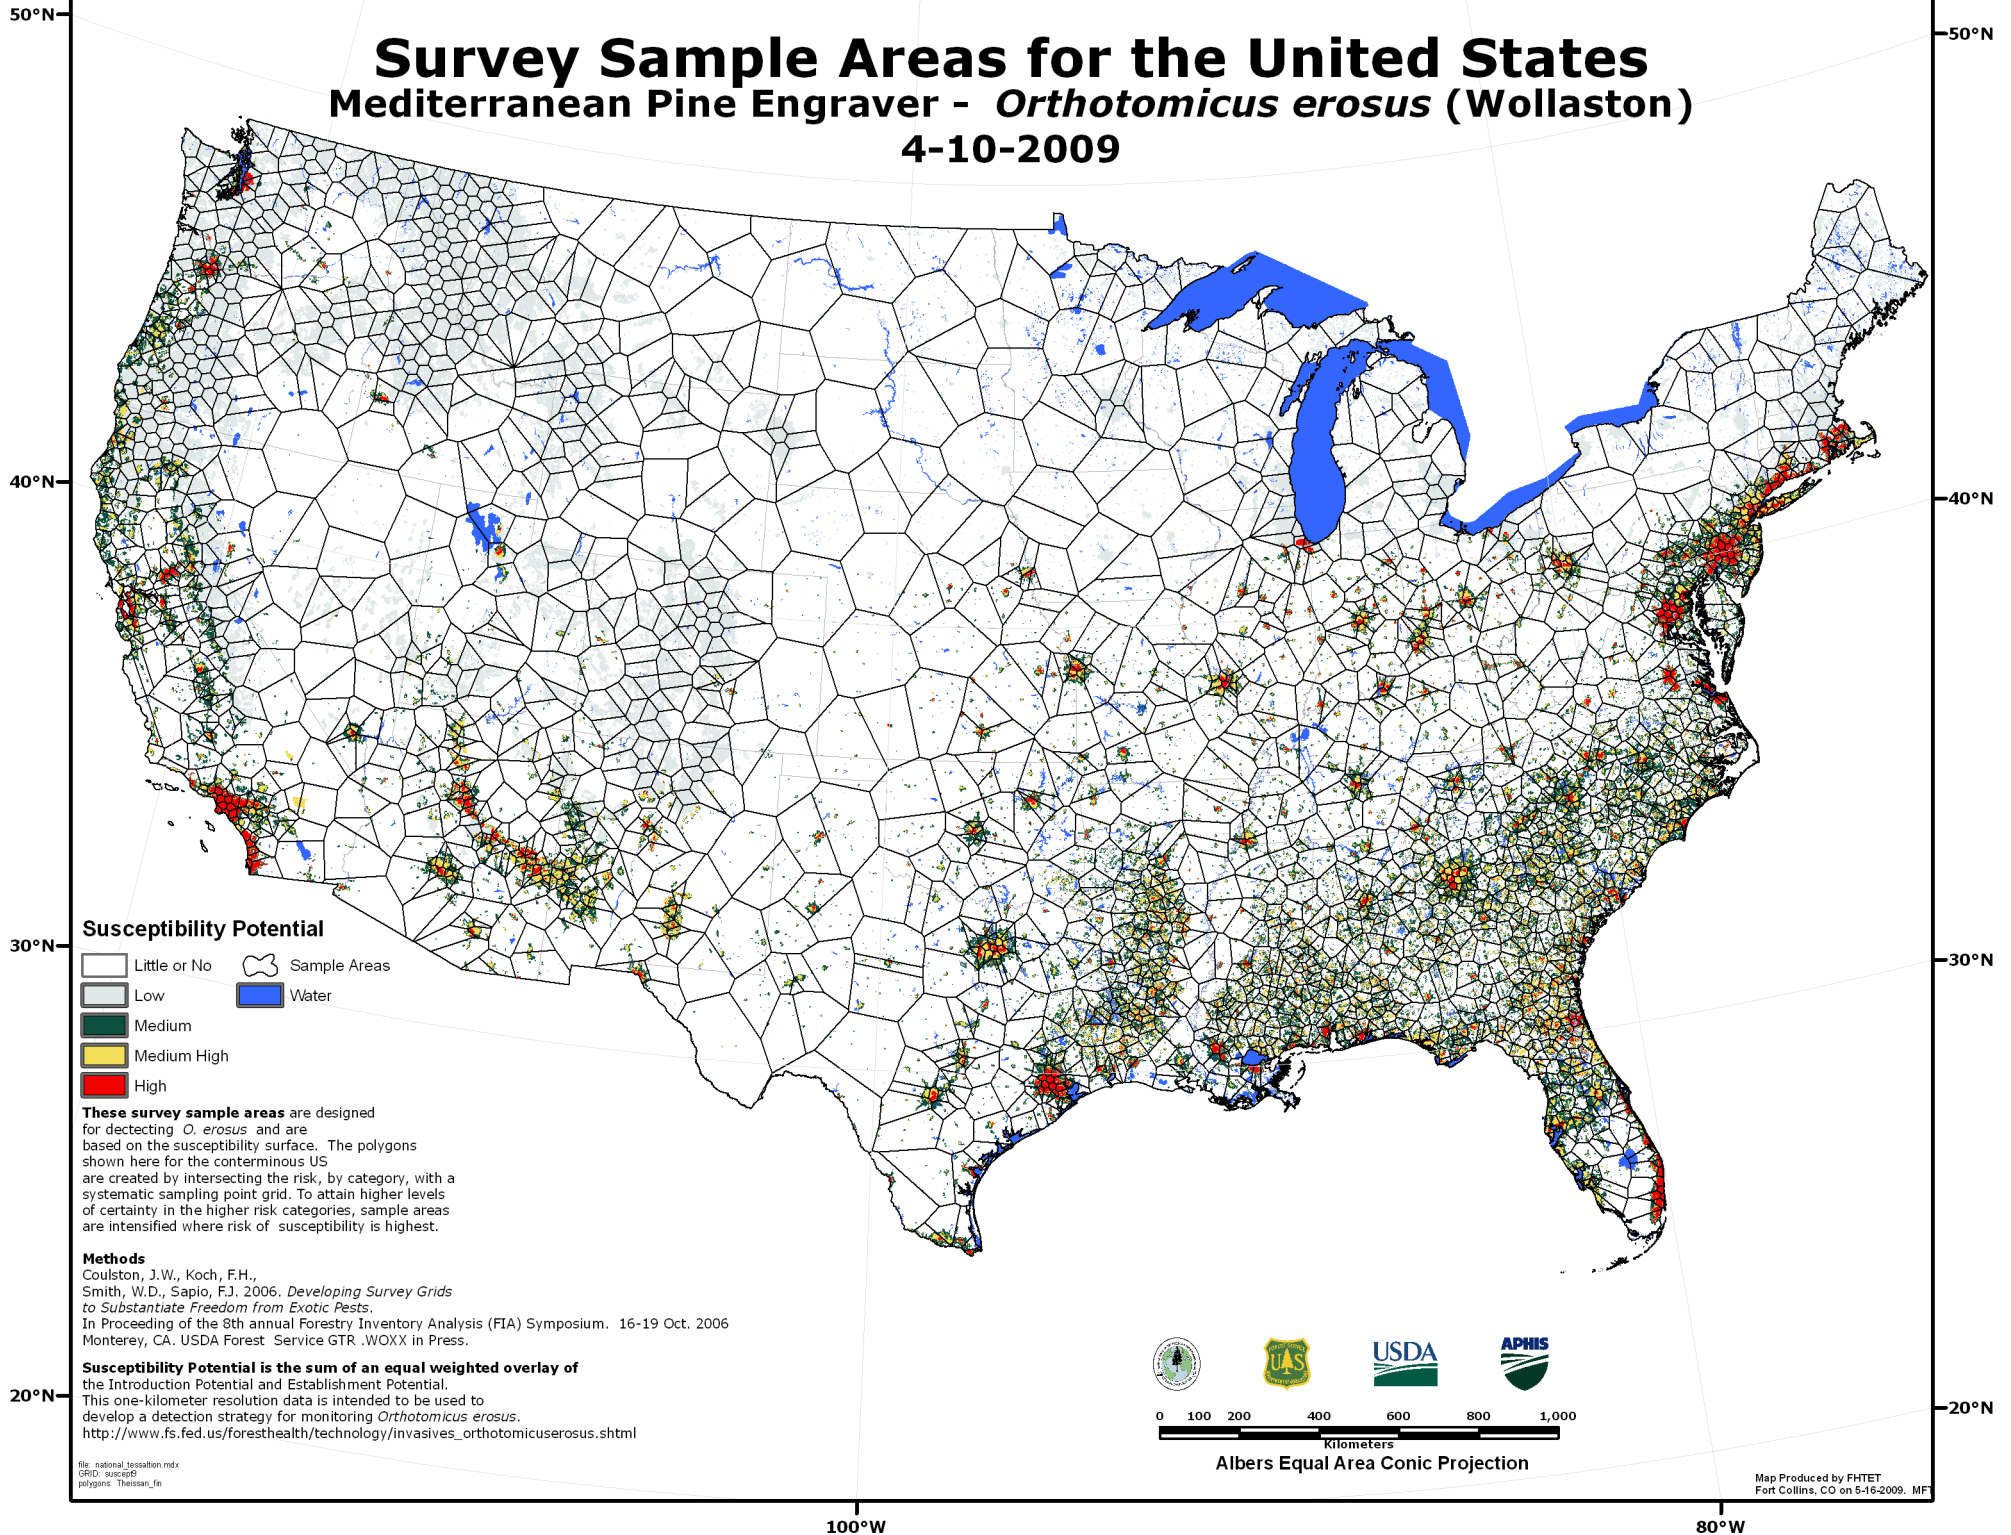 50°N
50°N
Survey Sample Areas for the United States
Mediterranean Pine Engraver - Orthotomicus erosus (Wollaston)
4-10-2009
40°N
40°N
30°N
30°N
Susceptibility Potential
Little or No
Sample Areas
Low
Water
Medium
Medium High
High
These survey sample areas are designed
for dectecting O. erosus and are
based on the susceptibility surface. The polygons
shown here for the conterminous US
are created by intersecting the risk, by category, with a
systematic sampling point grid. To attain higher levels
of certainty in the higher risk categories, sample areas
are intensified where risk of susceptibility is highest.
Methods
Coulston, J.W., Koch, F.H.,
Smith, W.D., Sapio, F.J. 2006. Developing Survey Grids
to Substantiate Freedom from Exotic Pests.
In Proceeding of the 8th annual Forestry Inventory Analysis (FIA) Symposium. 16-19 Oct. 2006
Monterey, CA. USDA Forest Service GTR .WOXX in Press.
Susceptibility Potential is the sum of an equal weighted overlay of
the Introduction Potential and Establishment Potential.
This one-kilometer resolution data is intended to be used to
develop a detection strategy for monitoring Orthotomicus erosus.
http://www.fs.fed.us/foresthealth/technology/invasives_orthotomicuserosus.shtml
20°N
20°N
file: national_tessaltion.mdx
GRID: suscept9
polygons: Theissan_fin
FOREST SERVICE
UAS
USDA
APHIS
0 100 200 400 600 800 1,000
Kilometers
Albers Equal Area Conic Projection
Map Produced by FHTET
Fort Collins, CO on 5-16-2009. MFT
100°W
80°W